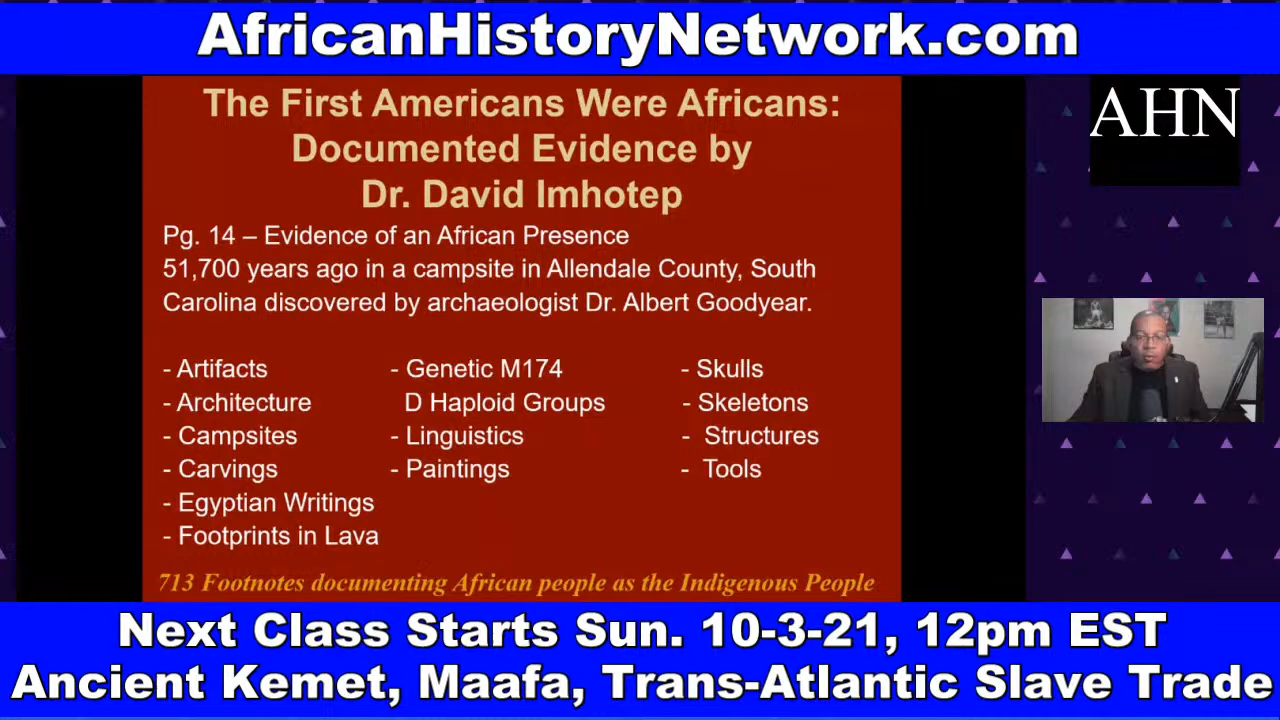 AfricanHistoryNetwork.com
AHN
The First Americans Were Africans:
Documented Evidence by
Dr. David Imhotep
Pg. 14 – Evidence of an African Presence
51,700 years ago in a campsite in Allendale County, South
Carolina discovered by archaeologist Dr. Albert Goodyear.
- Artifacts
- Architecture
- Campsites
- Carvings
- Egyptian Writings
- Footprints in Lava
- Genetic M174
D Haploid Groups
- Linguistics
- Paintings
- Skulls
- Skeletons
- Structures
- Tools
713 Footnotes documenting African people as the Indigenous People
Next Class Starts Sun. 10-3-21, 12pm EST
Ancient Kemet, Maafa, Trans-Atlantic Slave Trade